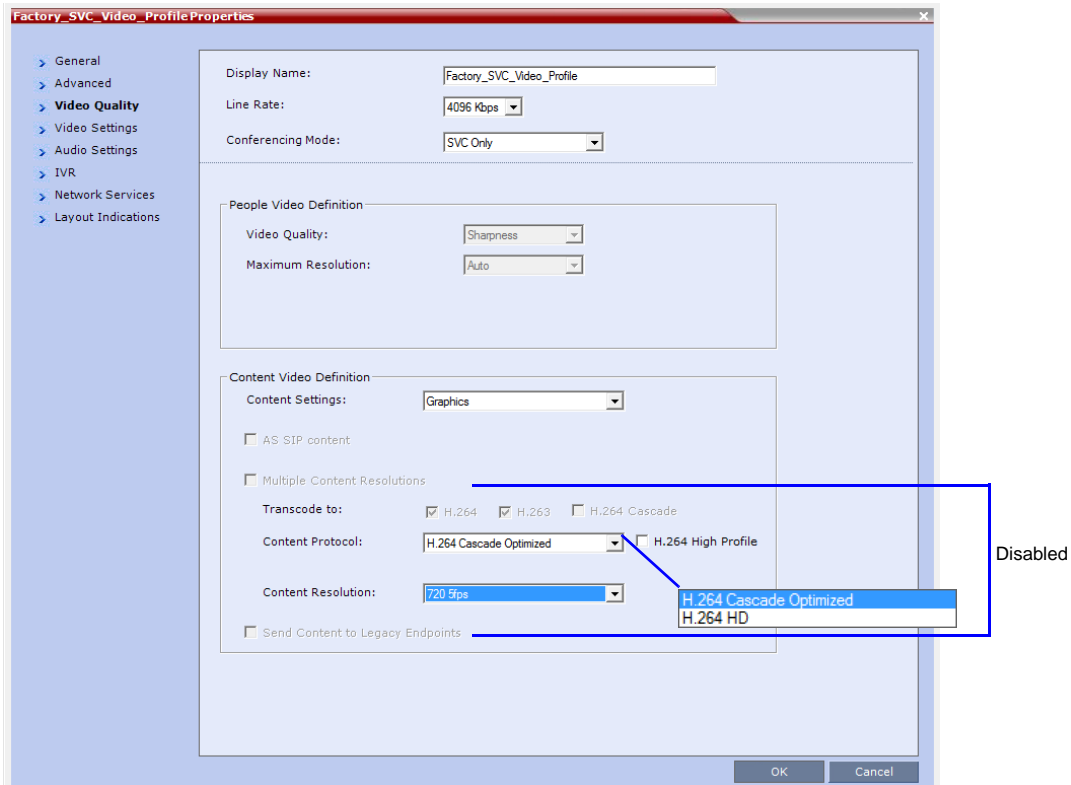 Factory_SVC_Video_Profile Properties
General
Advanced
Video Quality
Video Settings
Audio Settings
IVR
Network Services
Layout Indications
Display Name: Factory_SVC_Video_Profile
Line Rate: 4096 Kbps
Conferencing Mode: SVC Only
People Video Definition
Video Quality: Sharpness
Maximum Resolution: Auto
Content Video Definition
Content Settings: Graphics
AS SIP content
Multiple Content Resolutions
Transcode to: H.264 H.263 H.264 Cascade
Content Protocol: H.264 Cascade Optimized H.264 High Profile
Disabled
Content Resolution: 720 5fps
H.264 Cascade Optimized
H.264 HD
Send Content to Legacy Endpoints
OK Cancel